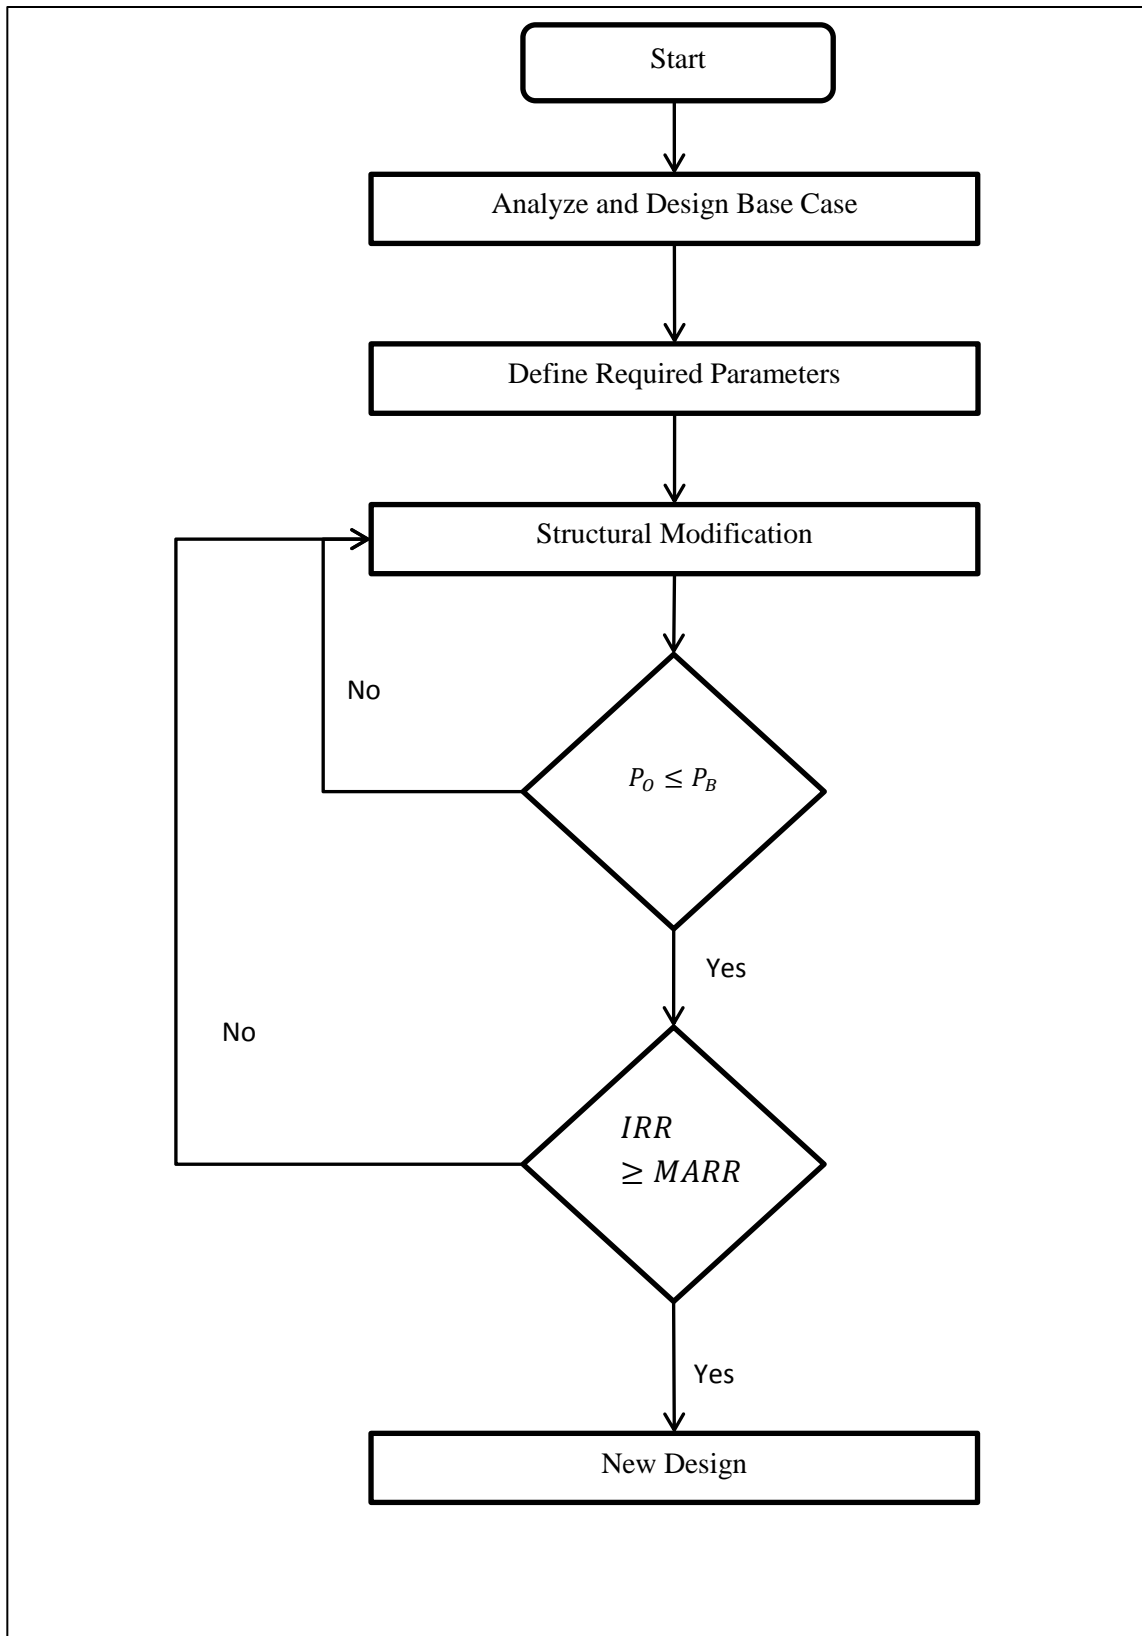 Start
Analyze and Design Base Case
Define Required Parameters
Structural Modification
No
P_O ≤ P_B
Yes
No
IRR
≥ MARR
Yes
New Design